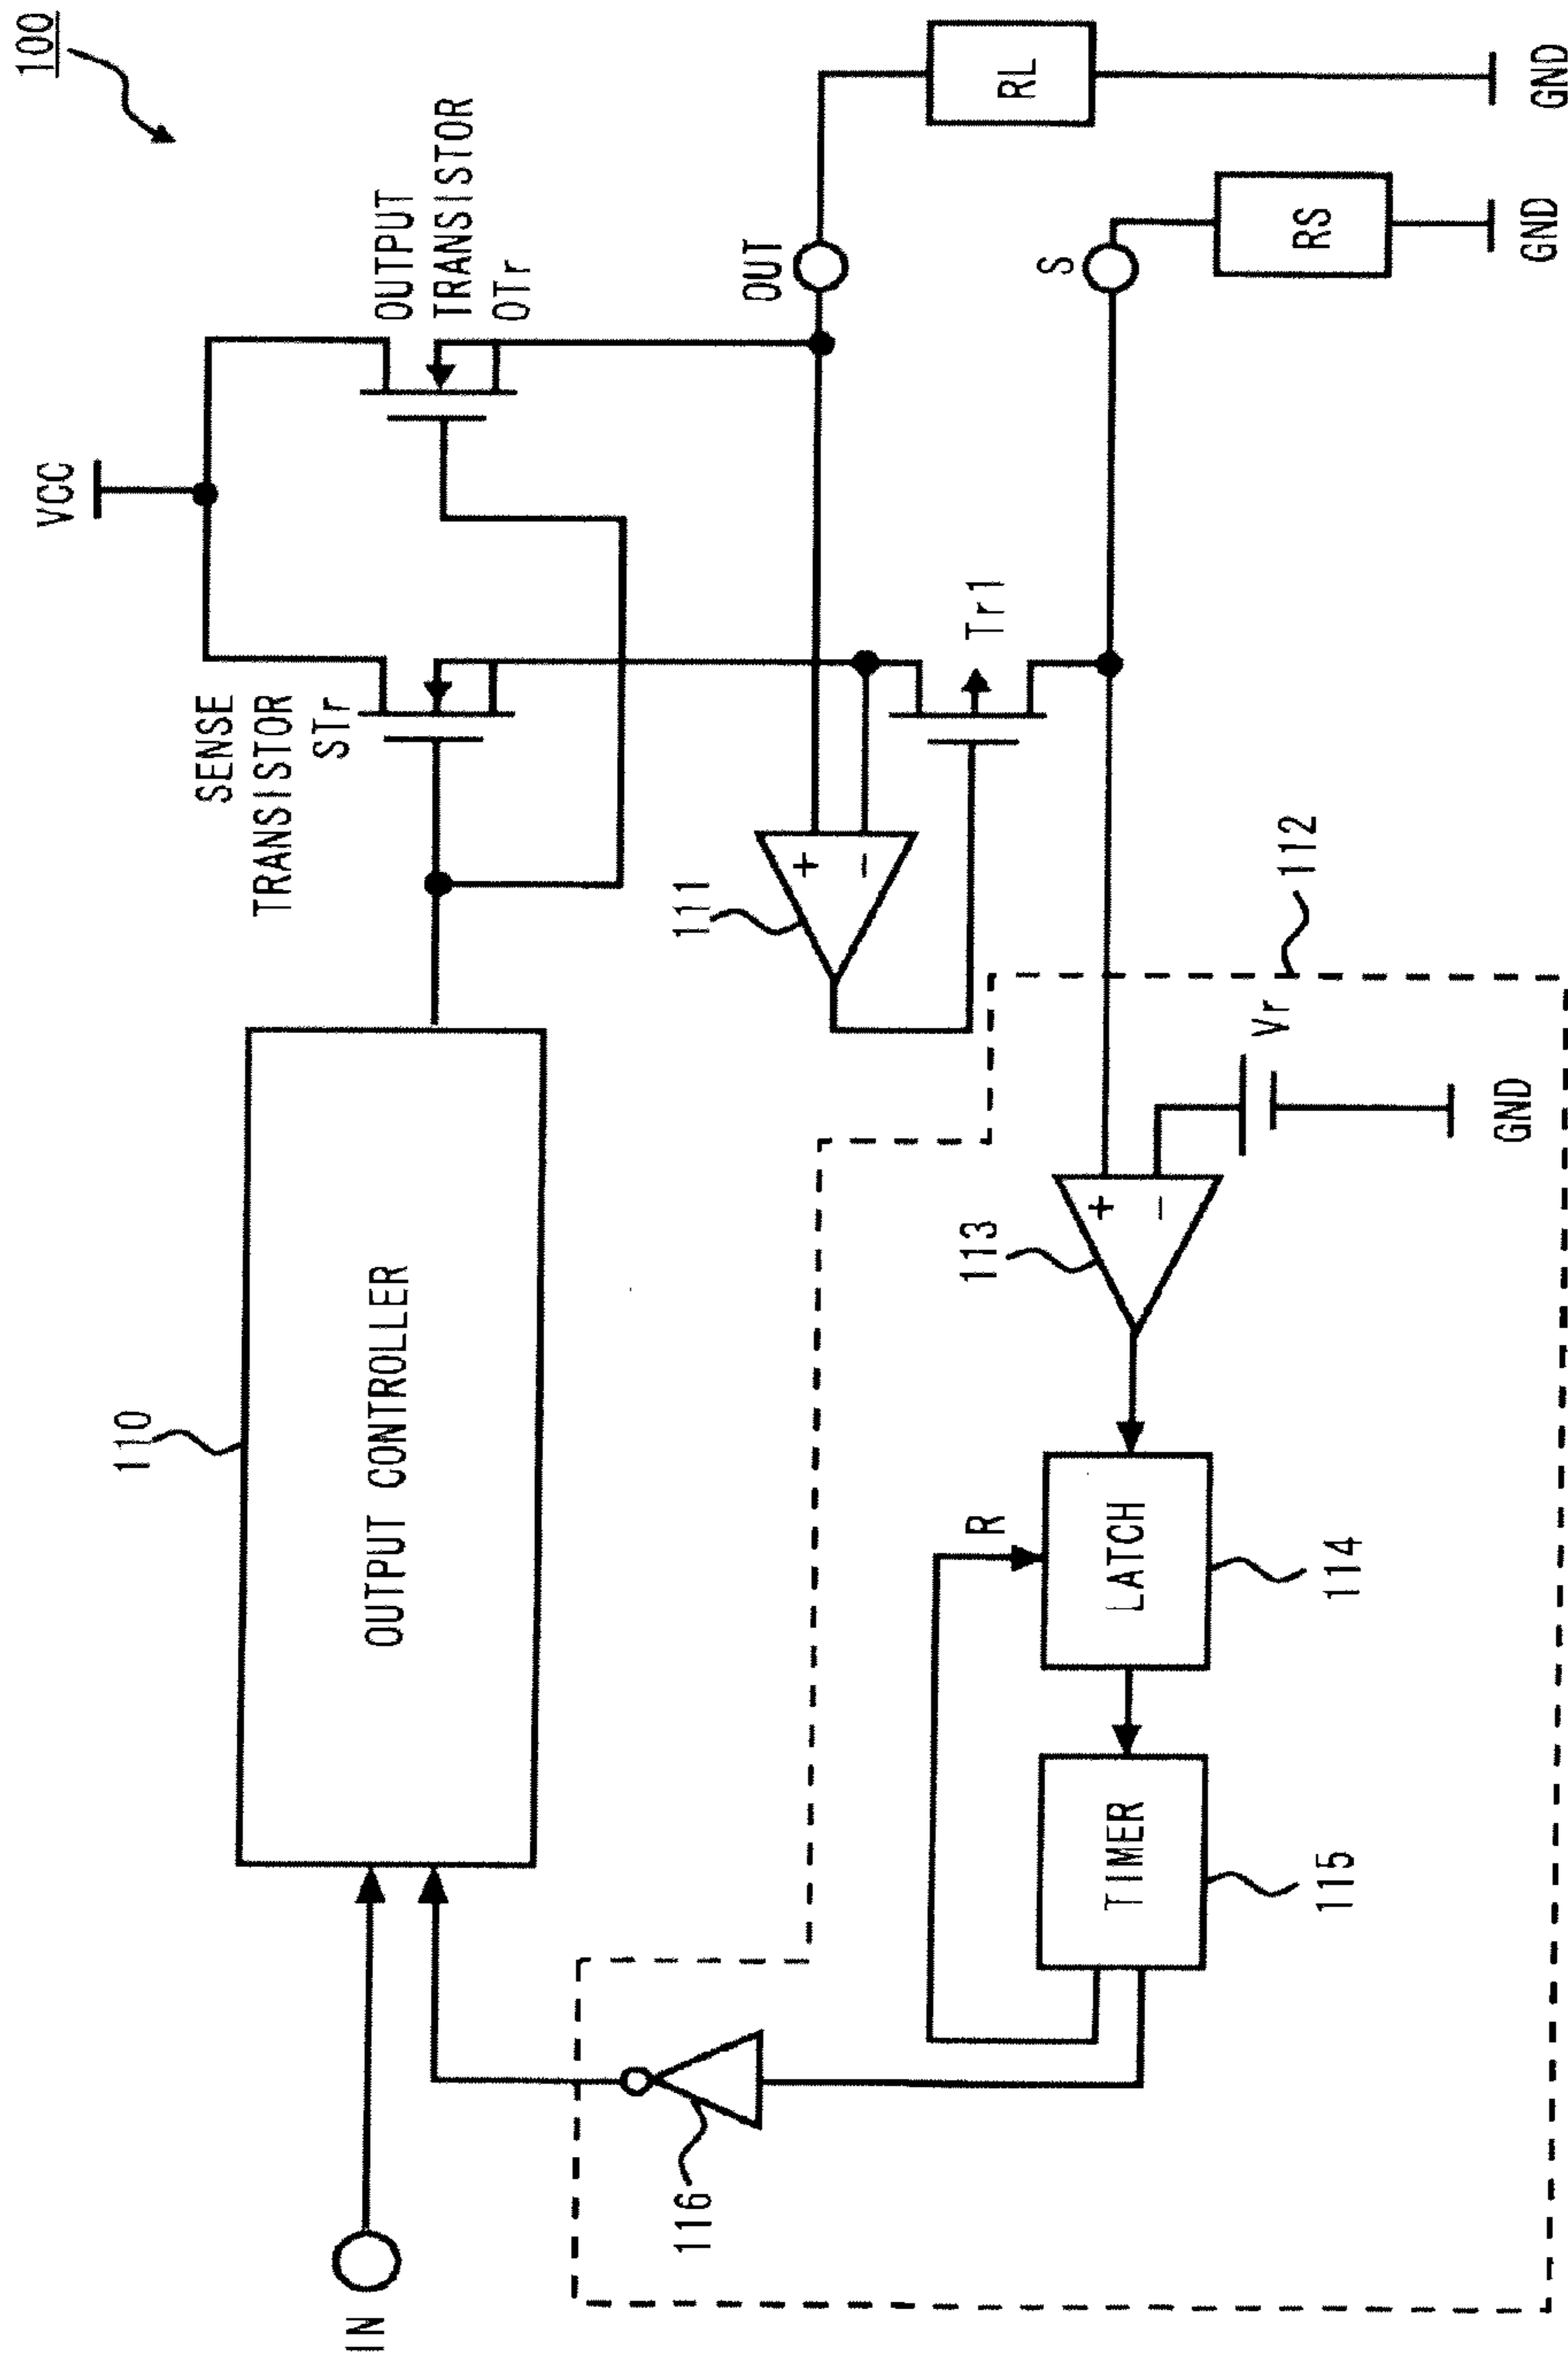 100
VCC
SENSE
TRANSISTOR
STr
OUTPUT
TRANSISTOR
OTr
110
OUTPUT CONTROLLER
IN
OUT
111
+
−
Tr1
S
RL
RS
GND
GND
112
116
113
+
−
Vr
GND
R
LATCH
114
TIMER
115